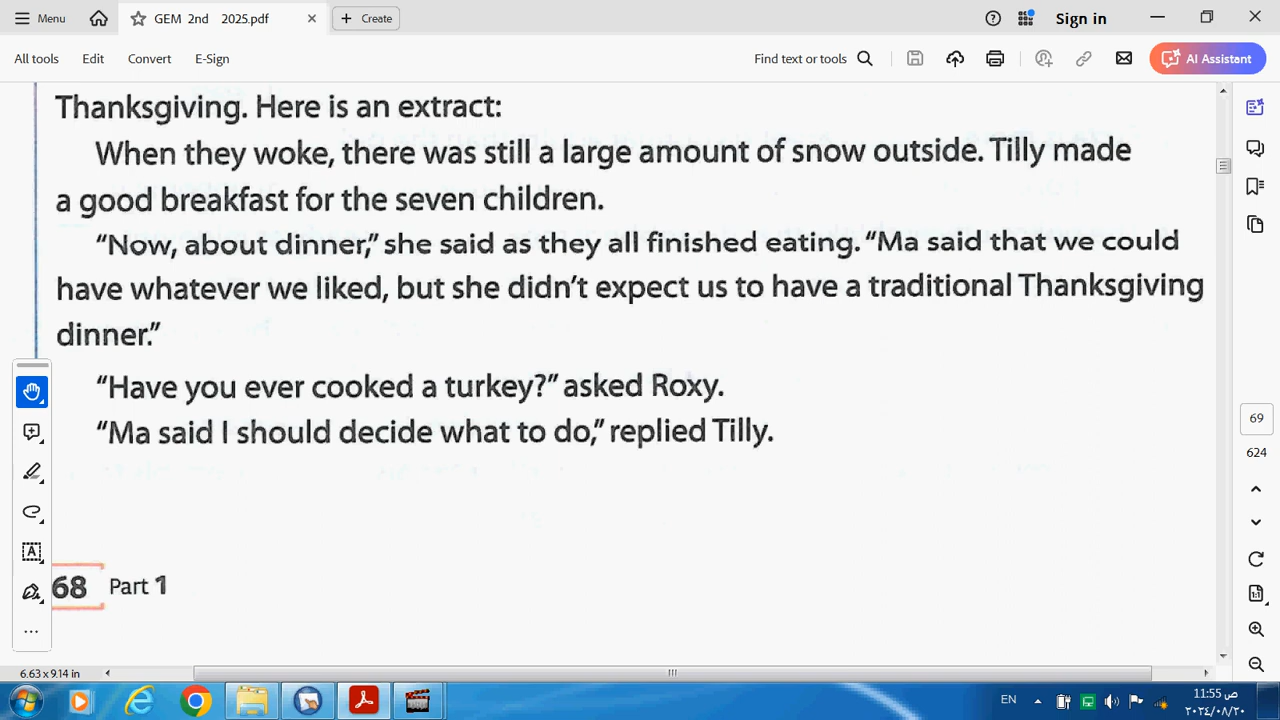 Menu
GEM 2nd 2025.pdf
Create
Sign in
All tools
Edit
Convert
E-Sign
Find text or tools
AI Assistant
Thanksgiving. Here is an extract:
When they woke, there was still a large amount of snow outside. Tilly made
a good breakfast for the seven children.
“Now, about dinner,” she said as they all finished eating. “Ma said that we could
have whatever we liked, but she didn’t expect us to have a traditional Thanksgiving
dinner.”
“Have you ever cooked a turkey?” asked Roxy.
“Ma said I should decide what to do,” replied Tilly.
68 Part 1
69
624
6.63 x 9.14 in
EN
11:55 ص
٢٠٢٤/٠٨/٢٠